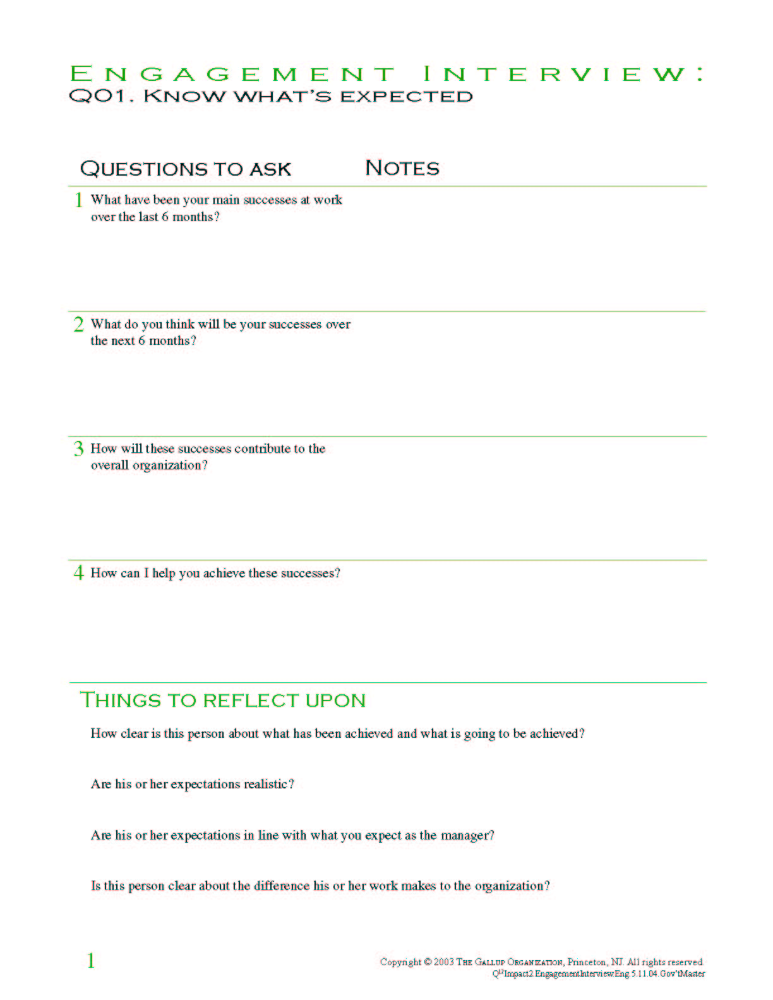 ENGAGEMENT INTERVIEW:
Q01. KNOW WHAT'S EXPECTED
QUESTIONS TO ASK NOTES
1 What have been your main successes at work
over the last 6 months?
2 What do you think will be your successes over
the next 6 months?
3 How will these successes contribute to the
overall organization?
4 How can I help you achieve these successes?
THINGS TO REFLECT UPON
How clear is this person about what has been achieved and what is going to be achieved?
Are his or her expectations realistic?
Are his or her expectations in line with what you expect as the manager?
Is this person clear about the difference his or her work makes to the organization?
1
Copyright © 2003 THE GALLUP ORGANIZATION, Princeton, NJ. All rights reserved.
Q12Impact2.EngagementInterview.Eng.5.11.04.Gov'tMaster